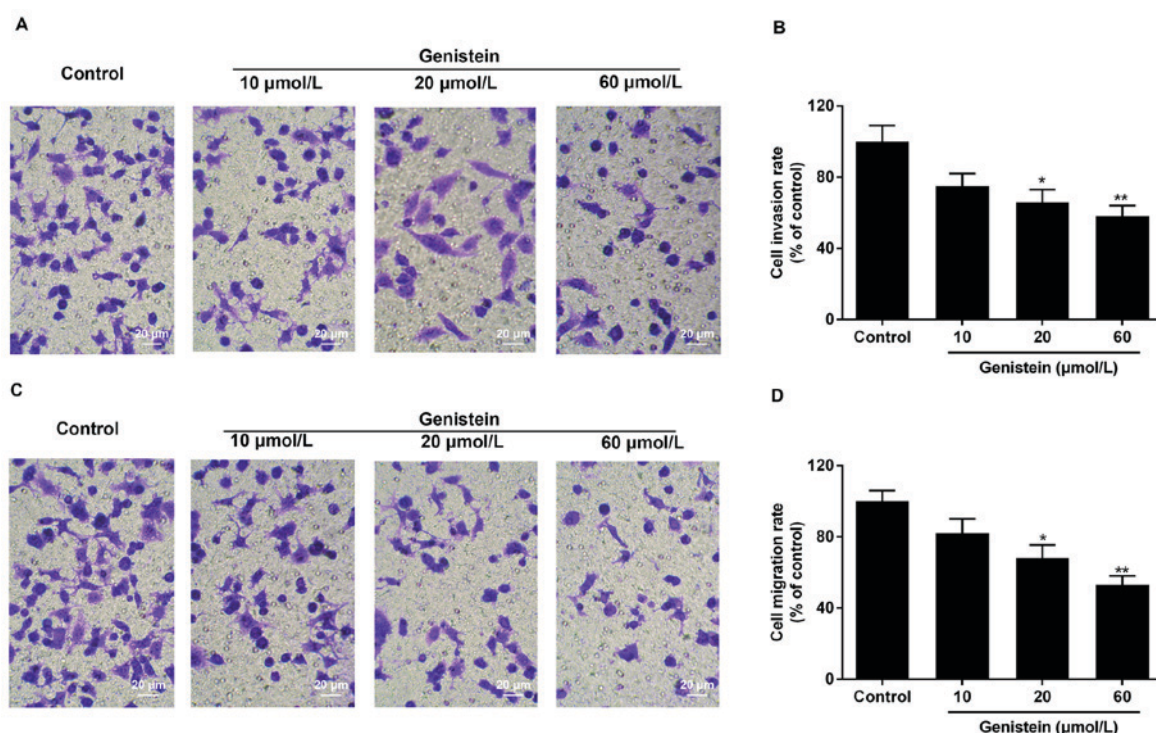 A
Genistein
Control
10 µmol/L
20 µmol/L
60 µmol/L
20 µm
20 µm
20 µm
20 µm
B
Cell invasion rate
(% of control)
120
80
40
0
*
**
Control
10
20
60
Genistein (µmol/L)
C
Genistein
Control
10 µmol/L
20 µmol/L
60 µmol/L
20 µm
20 µm
20 µm
20 µm
D
Cell migration rate
(% of control)
120
80
40
0
*
**
Control
10
20
60
Genistein (µmol/L)